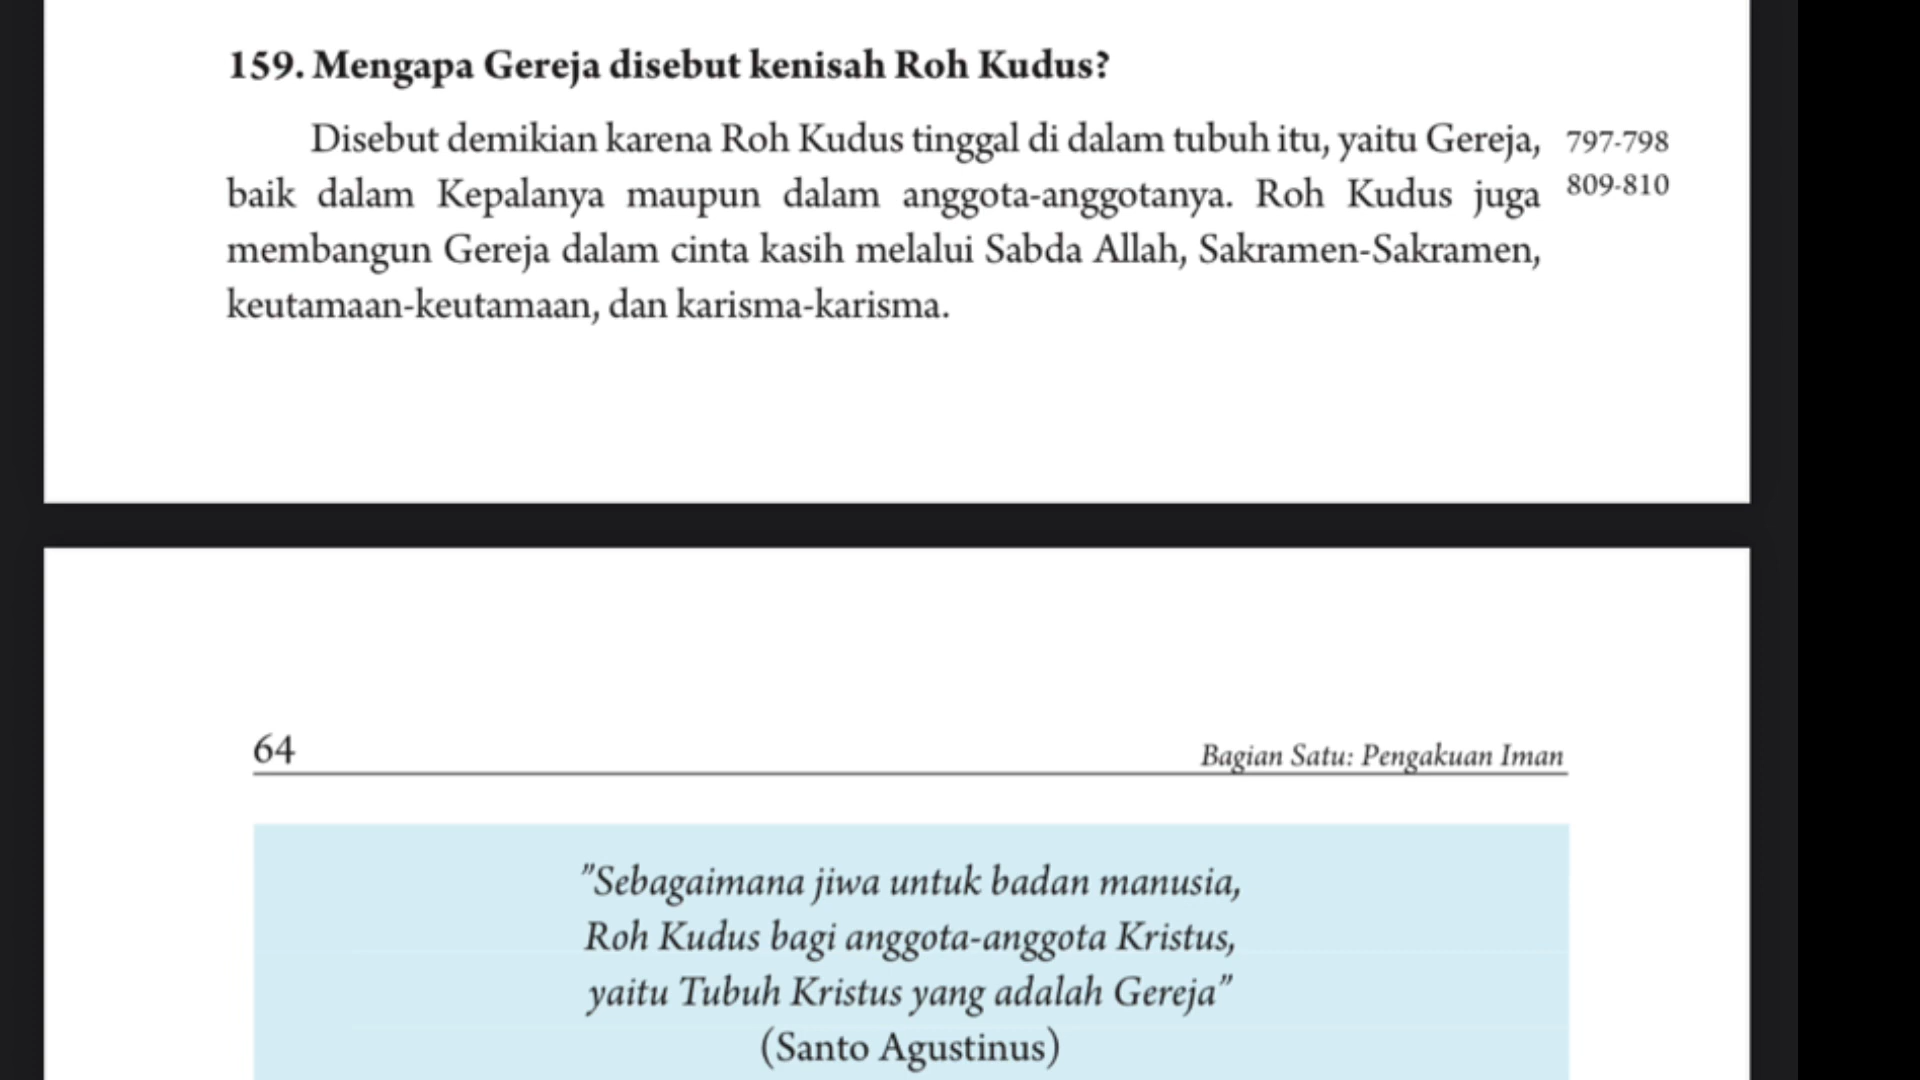 159. Mengapa Gereja disebut kenisah Roh Kudus?
Disebut demikian karena Roh Kudus tinggal di dalam tubuh itu, yaitu Gereja, 797-798
baik dalam Kepalanya maupun dalam anggota-anggotanya. Roh Kudus juga 809-810
membangun Gereja dalam cinta kasih melalui Sabda Allah, Sakramen-Sakramen,
keutamaan-keutamaan, dan karisma-karisma.
64 Bagian Satu: Pengakuan Iman
”Sebagaimana jiwa untuk badan manusia,
Roh Kudus bagi anggota-anggota Kristus,
yaitu Tubuh Kristus yang adalah Gereja”
(Santo Agustinus)